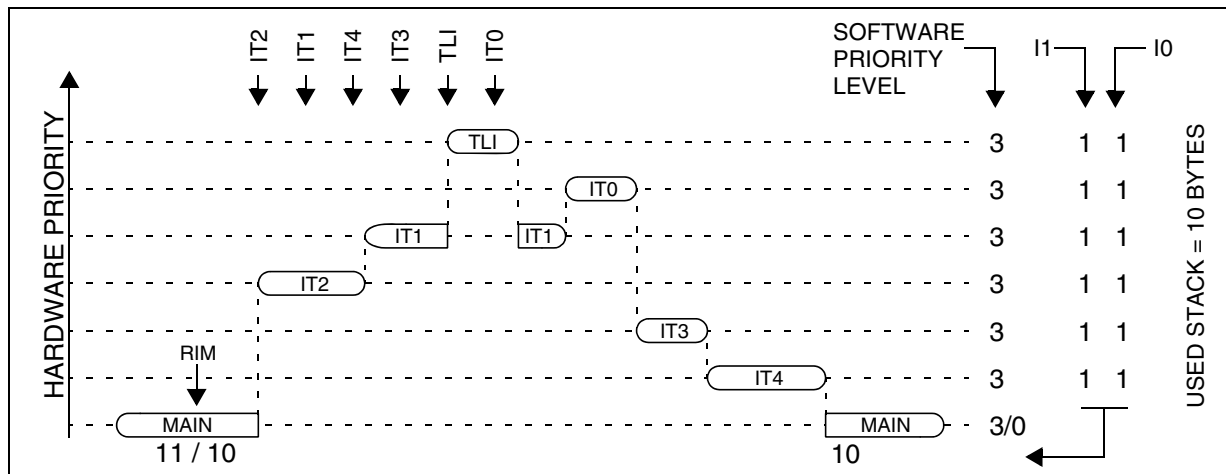 IT2
IT1
IT4
IT3
TLI
IT0
SOFTWARE
PRIORITY
LEVEL
I1
I0
HARDWARE PRIORITY
TLI
3
1 1
IT0
3
1 1
IT1
IT1
3
1 1
IT2
3
1 1
RIM
IT3
3
1 1
IT4
3
1 1
MAIN
MAIN
3/0
11 / 10
10
USED STACK = 10 BYTES